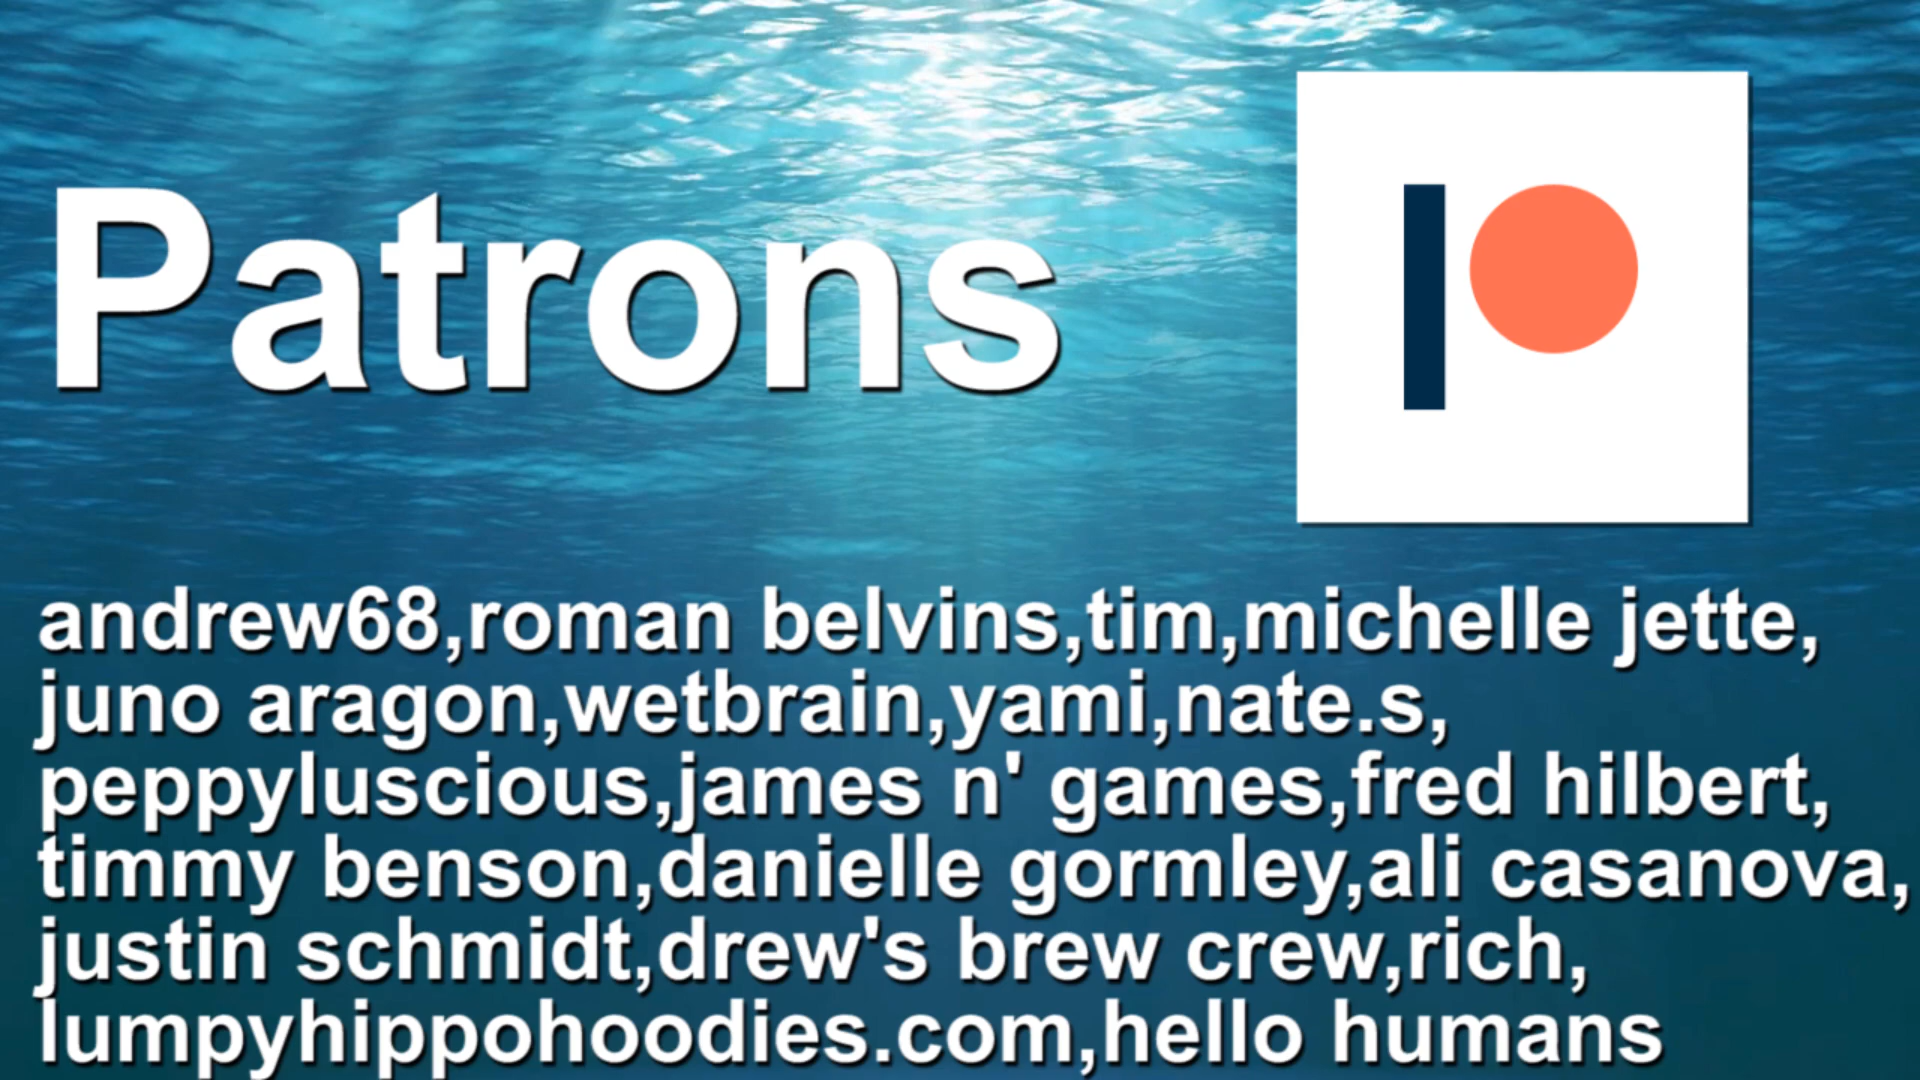 Patrons
andrew68,roman belvins,tim,michelle jette,
juno aragon,wetbrain,yami,nate.s,
peppyluscious,james n' games,fred hilbert,
timmy benson,danielle gormley,ali casanova,
justin schmidt,drew's brew crew,rich,
lumpyhippohoodies.com,hello humans